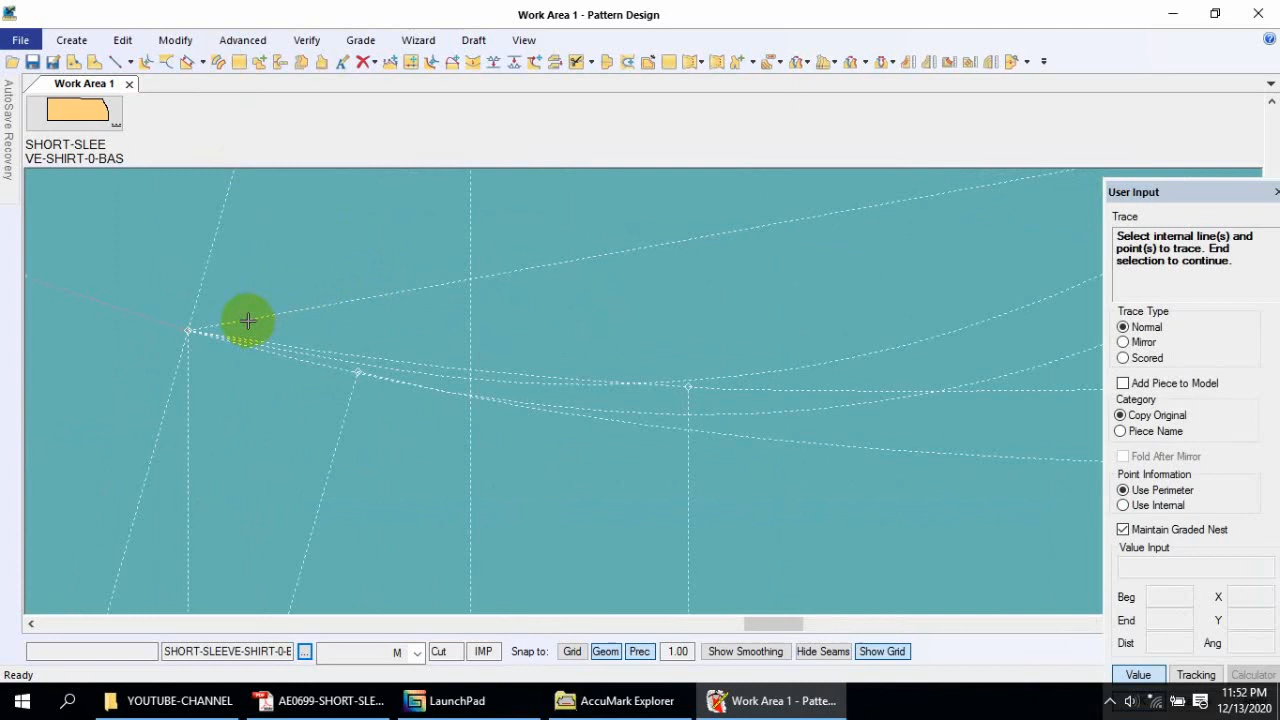 Work Area 1 - Pattern Design
File Create Edit Modify Advanced Verify Grade Wizard Draft View
Work Area 1
AutoSave Recovery
SHORT-SLEE
VE-SHIRT-0-BAS
User Input
Trace
Select internal line(s) and
point(s) to trace. End
selection to continue.
Trace Type
Normal
Mirror
Scored
Add Piece to Model
Category
Copy Original
Piece Name
Fold After Mirror
Point Information
Use Perimeter
Use Internal
Maintain Graded Nest
Value Input
Beg X
End Y
Dist Ang
Value Tracking Calculator
SHORT-SLEEVE-SHIRT-0-E ... M Cut IMP Snap to: Grid Geom Prec 1.00 Show Smoothing Hide Seams Show Grid
Ready
YOUTUBE-CHANNEL AE0699-SHORT-SLE... LaunchPad AccuMark Explorer Work Area 1 - Patte...
11:52 PM
12/13/2020